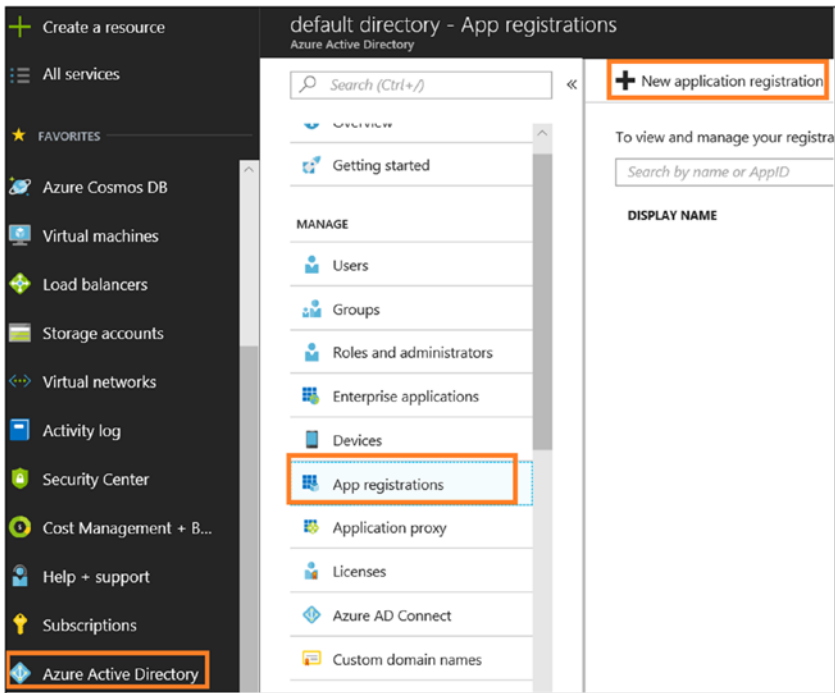 Create a resource
All services
FAVORITES
Azure Cosmos DB
Virtual machines
Load balancers
Storage accounts
Virtual networks
Activity log
Security Center
Cost Management + B...
Help + support
Subscriptions
Azure Active Directory
default directory - App registrations
Azure Active Directory
Search (Ctrl+/)
Overview
Getting started
MANAGE
Users
Groups
Roles and administrators
Enterprise applications
Devices
App registrations
Application proxy
Licenses
Azure AD Connect
Custom domain names
New application registration
To view and manage your registra
Search by name or AppID
DISPLAY NAME